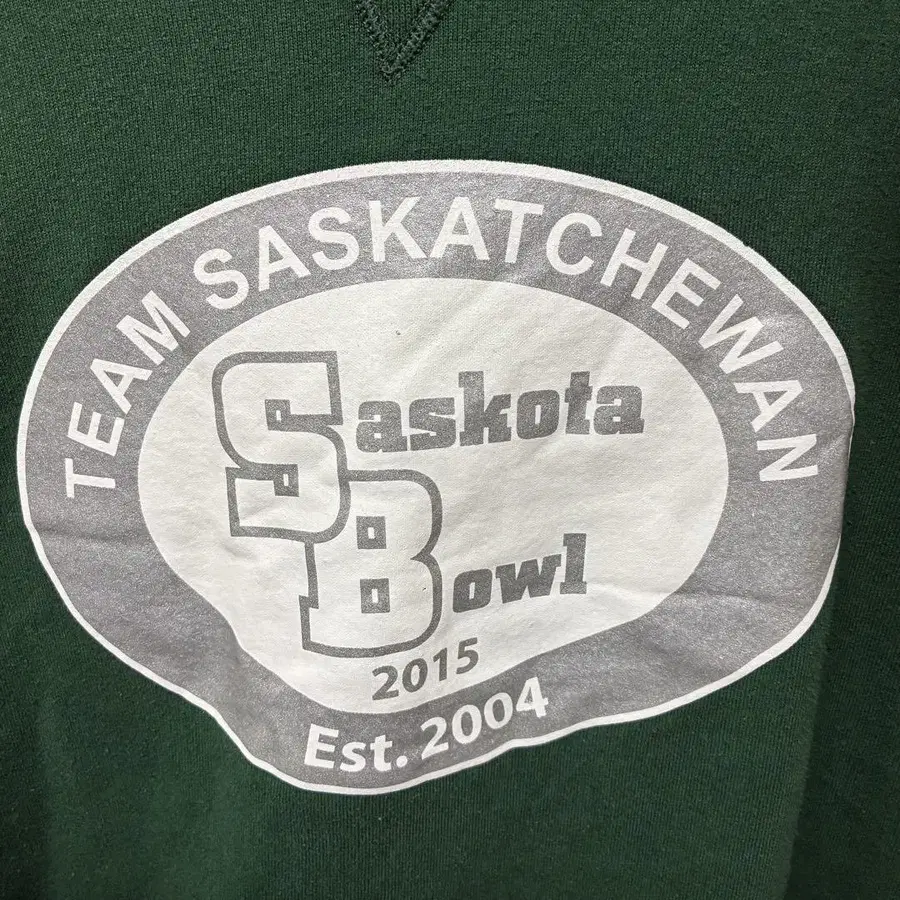 TEAM SASKATCHEWAN
Saskota
Bowl
2015
Est. 2004